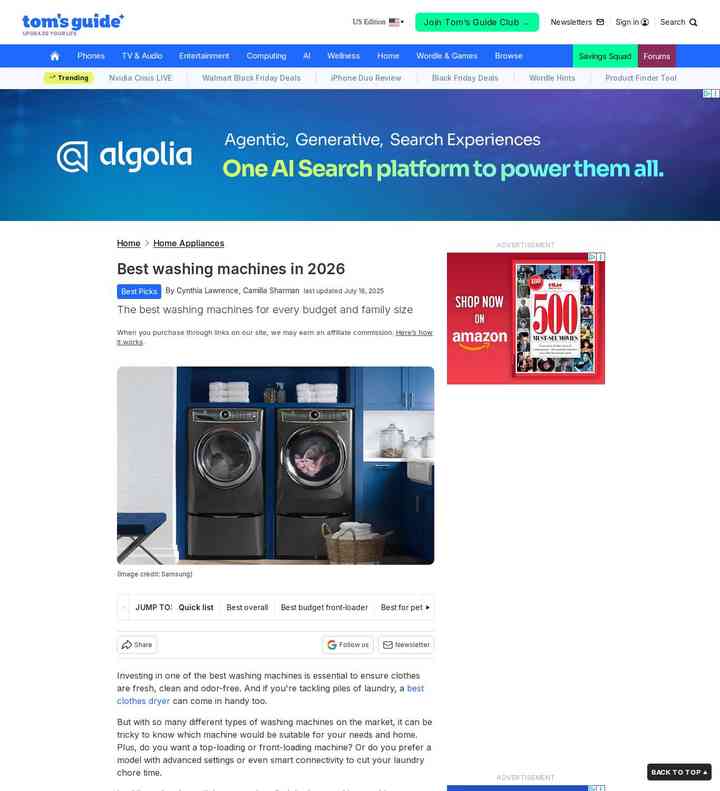 tom's guide
UPGRADE YOUR LIFE
US Edition
Join Tom's Guide Club →
Newsletters
Sign in
Search
Phones
TV & Audio
Entertainment
Computing
AI
Wellness
Home
Wordle & Games
Browse
Savings Squad
Forums
Trending
Nvidia Crisis LIVE
Walmart Black Friday Deals
iPhone Duo Review
Black Friday Deals
Wordle Hints
Product Finder Tool
algolia
Agentic, Generative, Search Experiences
One AI Search platform to power them all.
Home > Home Appliances
Best washing machines in 2026
Best Picks
By Cynthia Lawrence, Camilla Sharman
last updated July 16, 2025
The best washing machines for every budget and family size
When you purchase through links on our site, we may earn an affiliate commission. Here's how
it works.
ADVERTISEMENT
SHOP NOW
ON
amazon
500
MUST-SEE MOVIES
(Image credit: Samsung)
JUMP TO:
Quick list
Best overall
Best budget front-loader
Best for pet
Share
Follow us
Newsletter
Investing in one of the best washing machines is essential to ensure clothes
are fresh, clean and odor-free. And if you're tackling piles of laundry, a best
clothes dryer can come in handy too.
But with so many different types of washing machines on the market, it can be
tricky to know which machine would be suitable for your needs and home.
Plus, do you want a top-loading or front-loading machine? Or do you prefer a
model with advanced settings or even smart connectivity to cut your laundry
chore time.
BACK TO TOP
ADVERTISEMENT